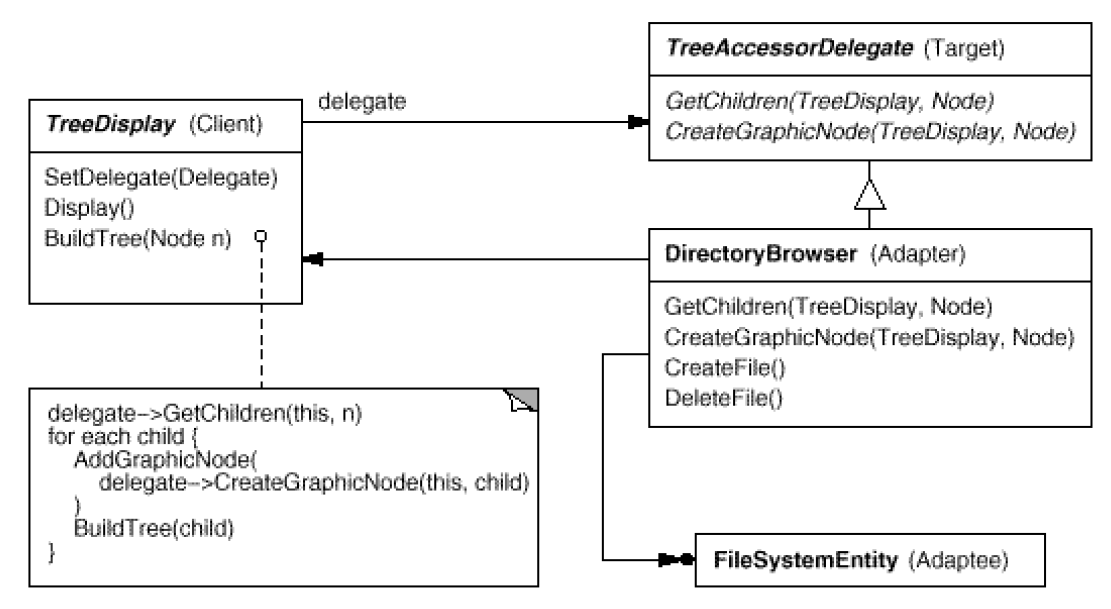 TreeAccessorDelegate (Target)
GetChildren(TreeDisplay, Node)
CreateGraphicNode(TreeDisplay, Node)
delegate
TreeDisplay (Client)
SetDelegate(Delegate)
Display()
BuildTree(Node n)
DirectoryBrowser (Adapter)
GetChildren(TreeDisplay, Node)
CreateGraphicNode(TreeDisplay, Node)
CreateFile()
DeleteFile()
delegate–>GetChildren(this, n)
for each child {
AddGraphicNode(
delegate–>CreateGraphicNode(this, child)
)
BuildTree(child)
}
FileSystemEntity (Adaptee)